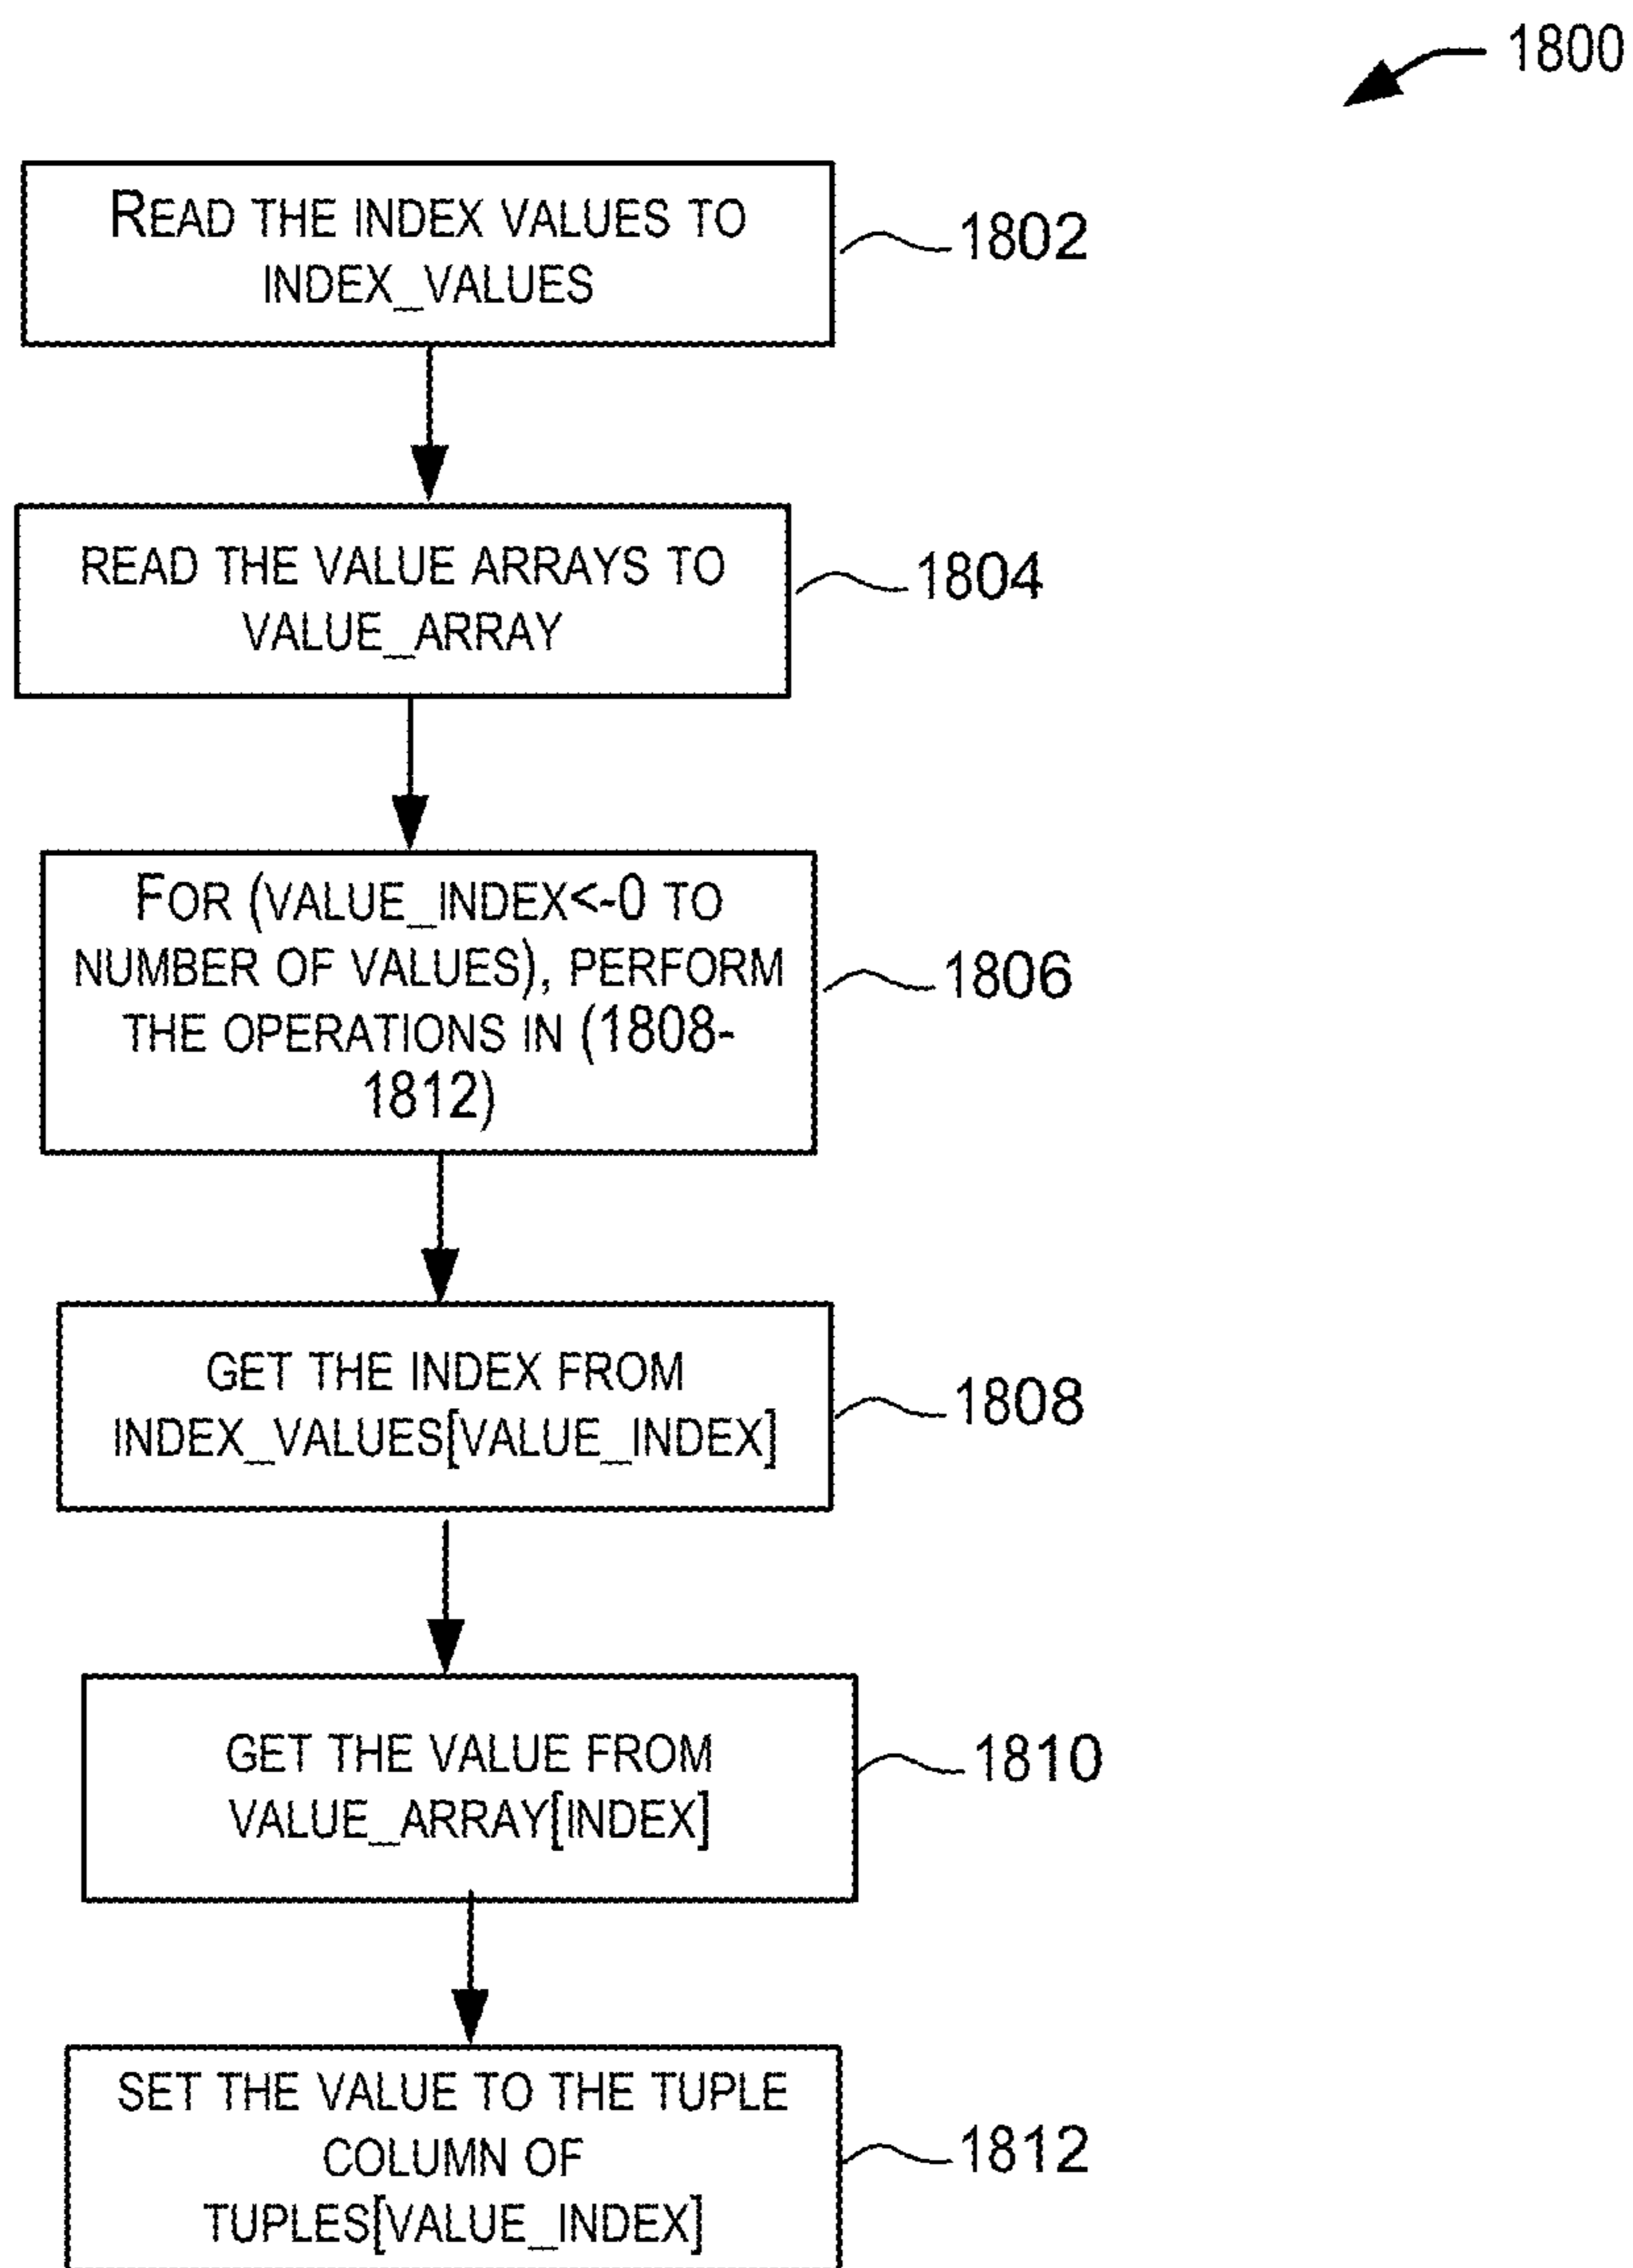 1800
READ THE INDEX VALUES TO
INDEX_VALUES
1802
READ THE VALUE ARRAYS TO
VALUE_ARRAY
1804
FOR (VALUE_INDEX<-0 TO
NUMBER OF VALUES), PERFORM
THE OPERATIONS IN (1808-
1812)
1806
GET THE INDEX FROM
INDEX_VALUES[VALUE_INDEX]
1808
GET THE VALUE FROM
VALUE_ARRAY[INDEX]
1810
SET THE VALUE TO THE TUPLE
COLUMN OF
TUPLES[VALUE_INDEX]
1812